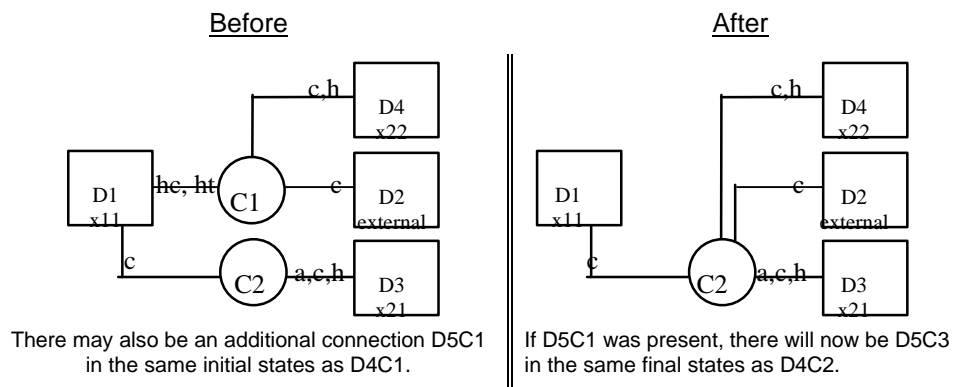 Before
c,h
D4
x22
D1
x11
hc, ht
C1
c
D2
external
c
C2
a,c,h
D3
x21
There may also be an additional connection D5C1
in the same initial states as D4C1.
After
c,h
D4
x22
D1
x11
c
D2
external
c
C2
a,c,h
D3
x21
If D5C1 was present, there will now be D5C3
in the same final states as D4C2.